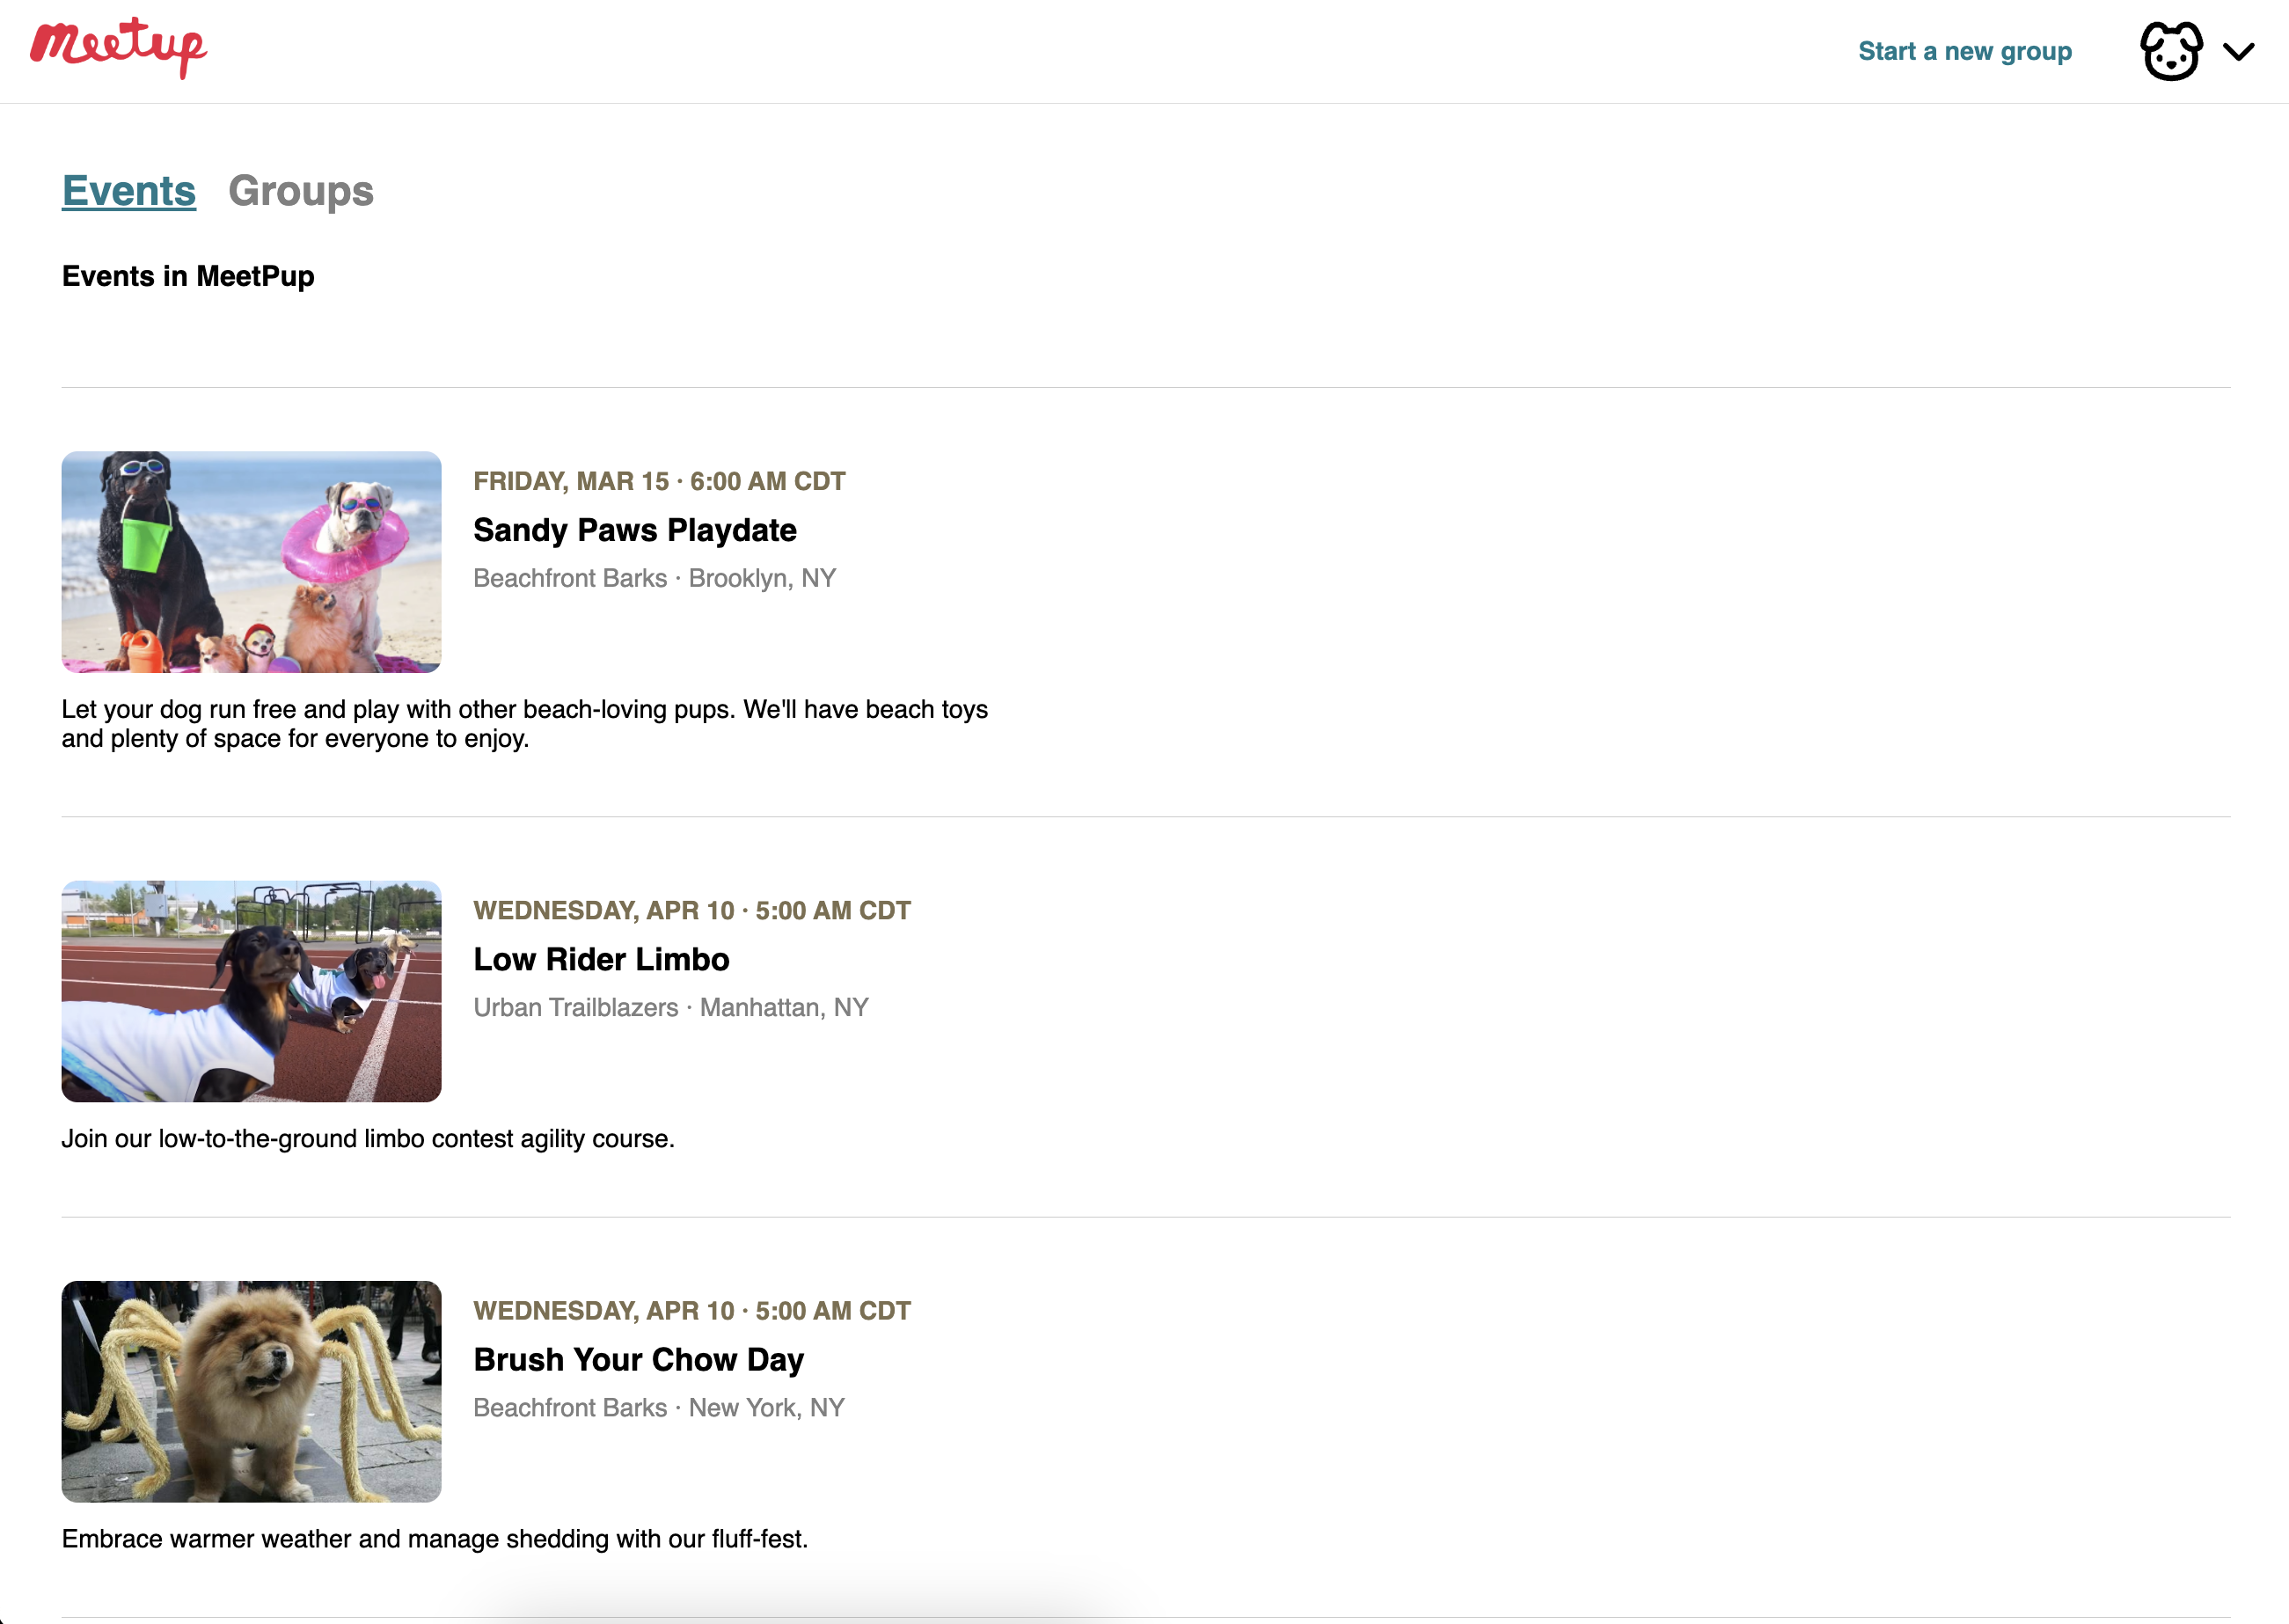 Meetup
Start a new group
Events Groups
Events in MeetPup
FRIDAY, MAR 15 · 6:00 AM CDT
Sandy Paws Playdate
Beachfront Barks · Brooklyn, NY
Let your dog run free and play with other beach-loving pups. We'll have beach toys
and plenty of space for everyone to enjoy.
WEDNESDAY, APR 10 · 5:00 AM CDT
Low Rider Limbo
Urban Trailblazers · Manhattan, NY
Join our low-to-the-ground limbo contest agility course.
WEDNESDAY, APR 10 · 5:00 AM CDT
Brush Your Chow Day
Beachfront Barks · New York, NY
Embrace warmer weather and manage shedding with our fluff-fest.